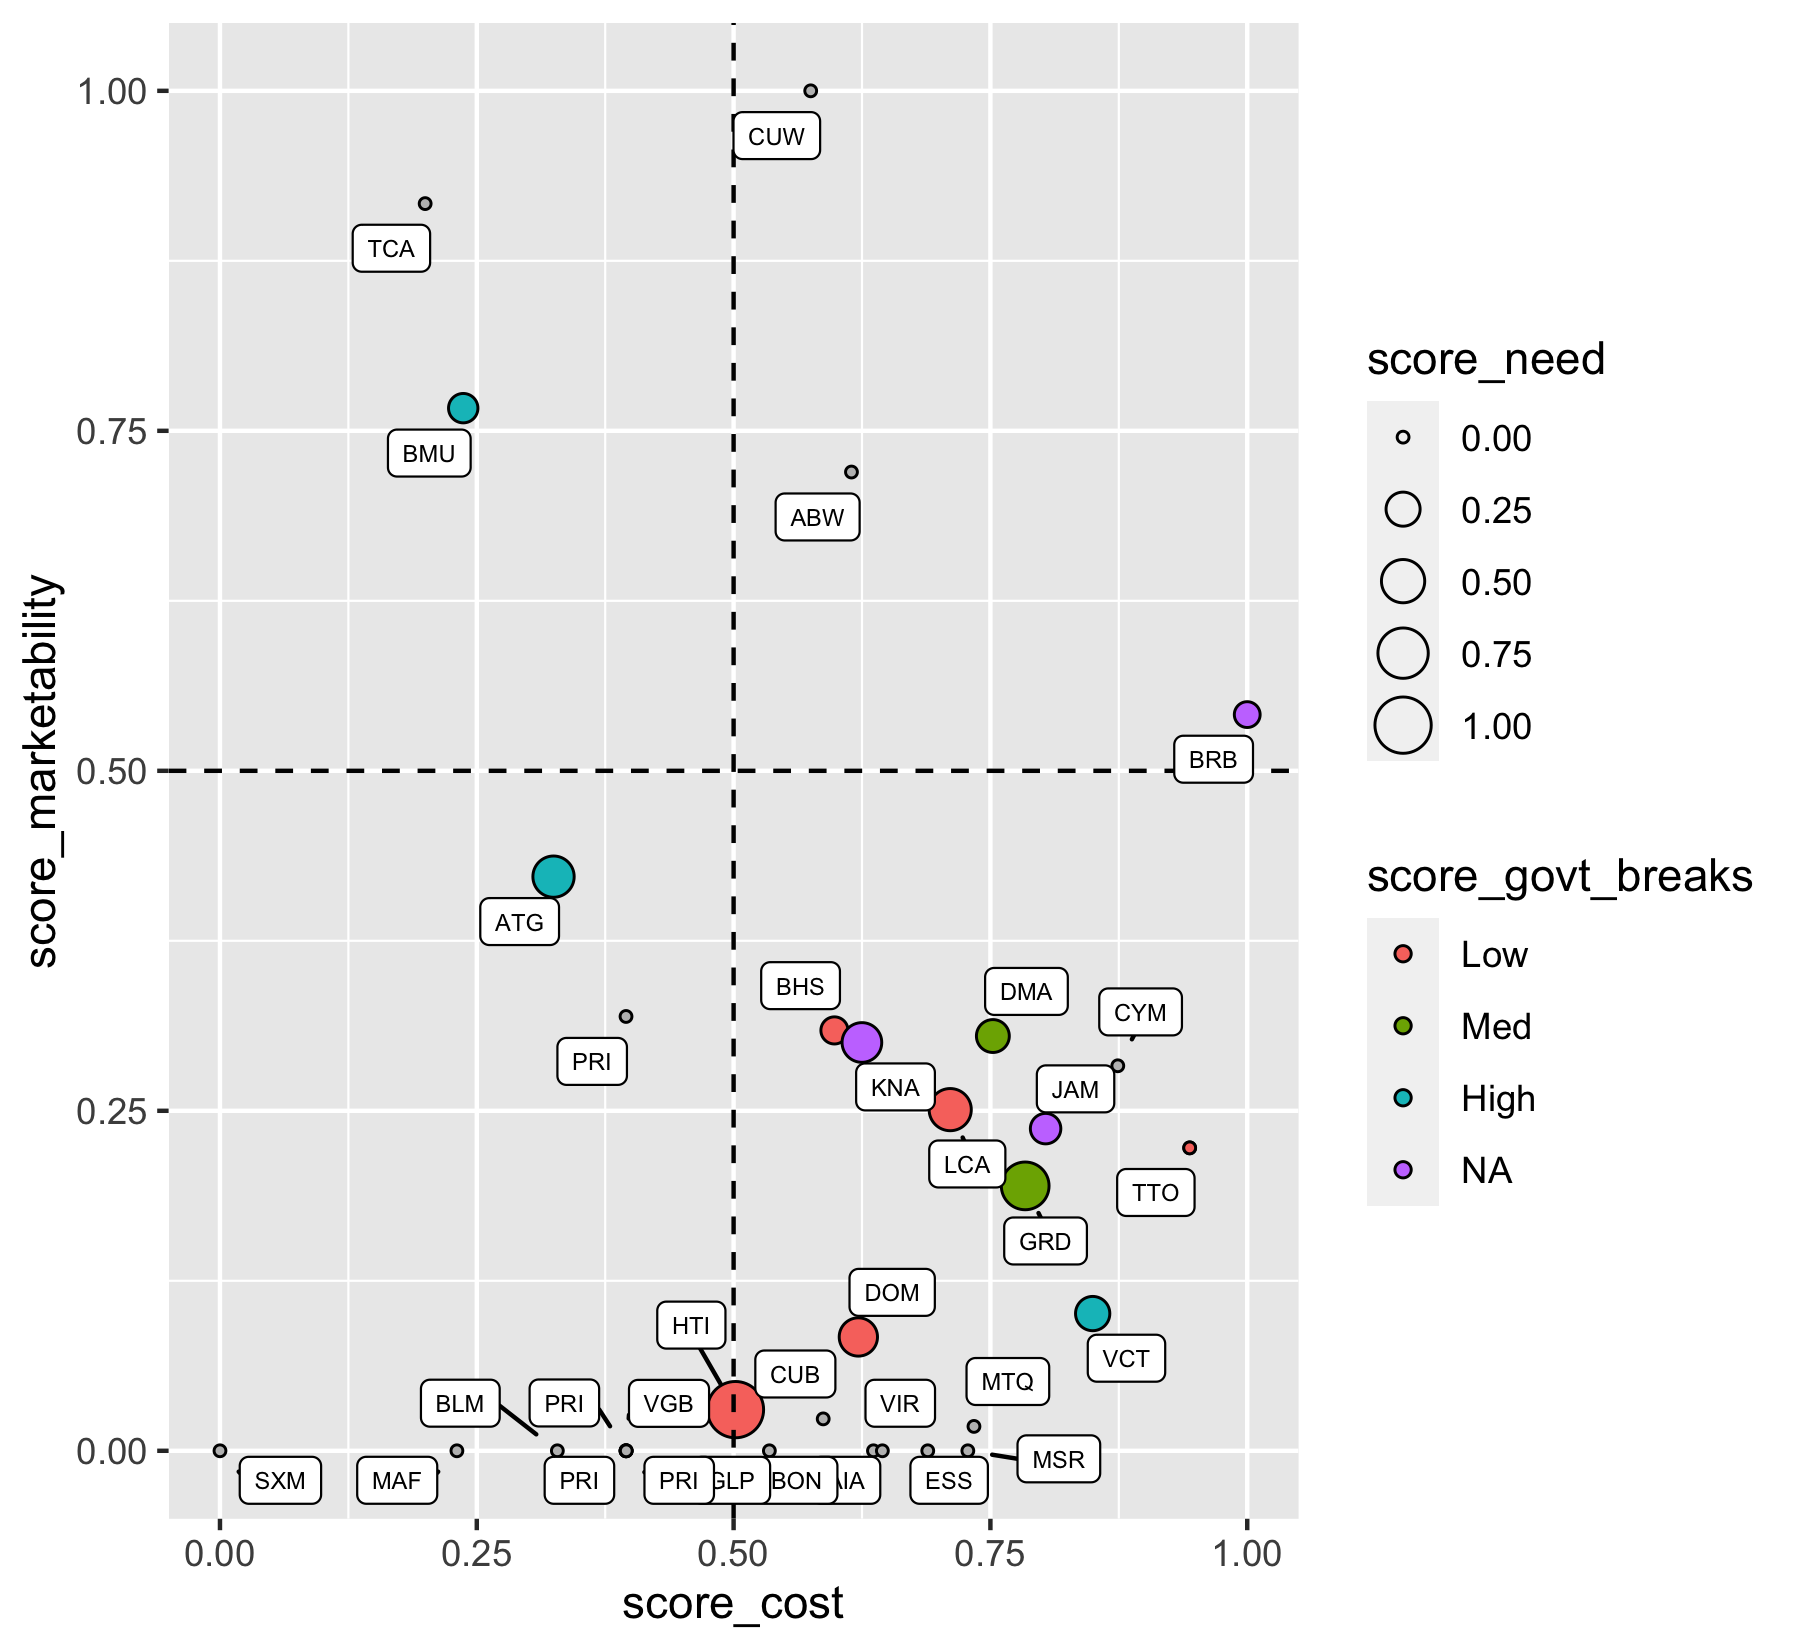 score_marketability
1.00
0.75
0.50
0.25
0.00
CUW
TCA
BMU
ABW
BRB
ATG
BHS
DMA
CYM
PRI
KNA
JAM
LCA
TTO
GRD
DOM
HTI
VCT
CUB
MTQ
BLM
PRI
VGB
VIR
MSR
SXM
MAF
PRI
PRI
GLP
BON
AIA
ESS
0.00
0.25
0.50
0.75
1.00
score_cost
score_need
0.00
0.25
0.50
0.75
1.00
score_govt_breaks
Low
Med
High
NA